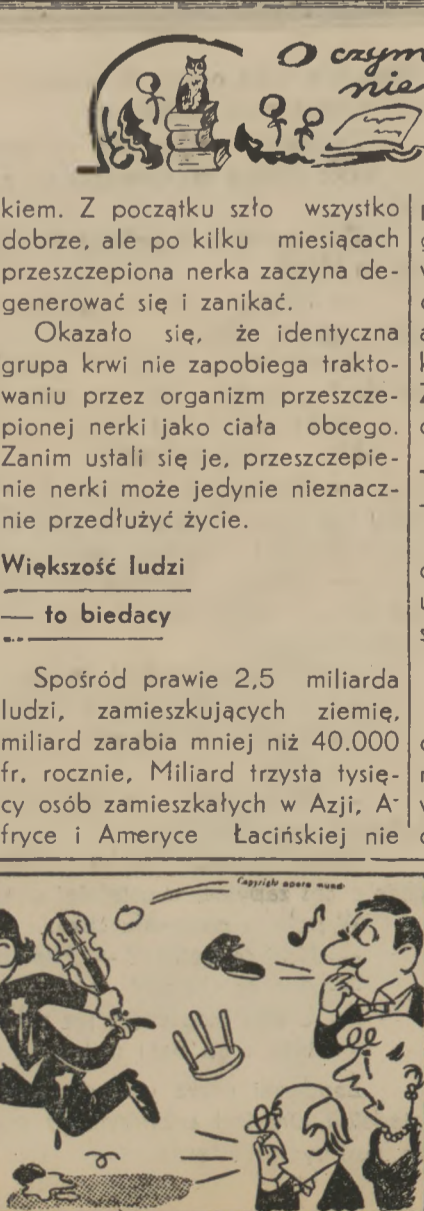 O czym
nie
kiem. Z początku szło wszystko
dobrze, ale po kilku miesiącach
przeszczepiona nerka zaczyna de-
generować się i zanikać.
Okazało się, że identyczna
grupa krwi nie zapobiega trakto-
waniu przez organizm przeszcze-
pionej nerki jako ciała obcego.
Zanim ustali się je, przeszczepie-
nie nerki może jedynie nieznacz-
nie przedłużyć życie.
Większość ludzi
— to biedacy
Spośród prawie 2,5 miliarda
ludzi, zamieszkujących ziemię,
miliard zarabia mniej niż 40.000
fr. rocznie, Miliard trzysta tysię-
cy osób zamieszkałych w Azji, A-
fryce i Ameryce Łacińskiej nie
Copyright opera mundi